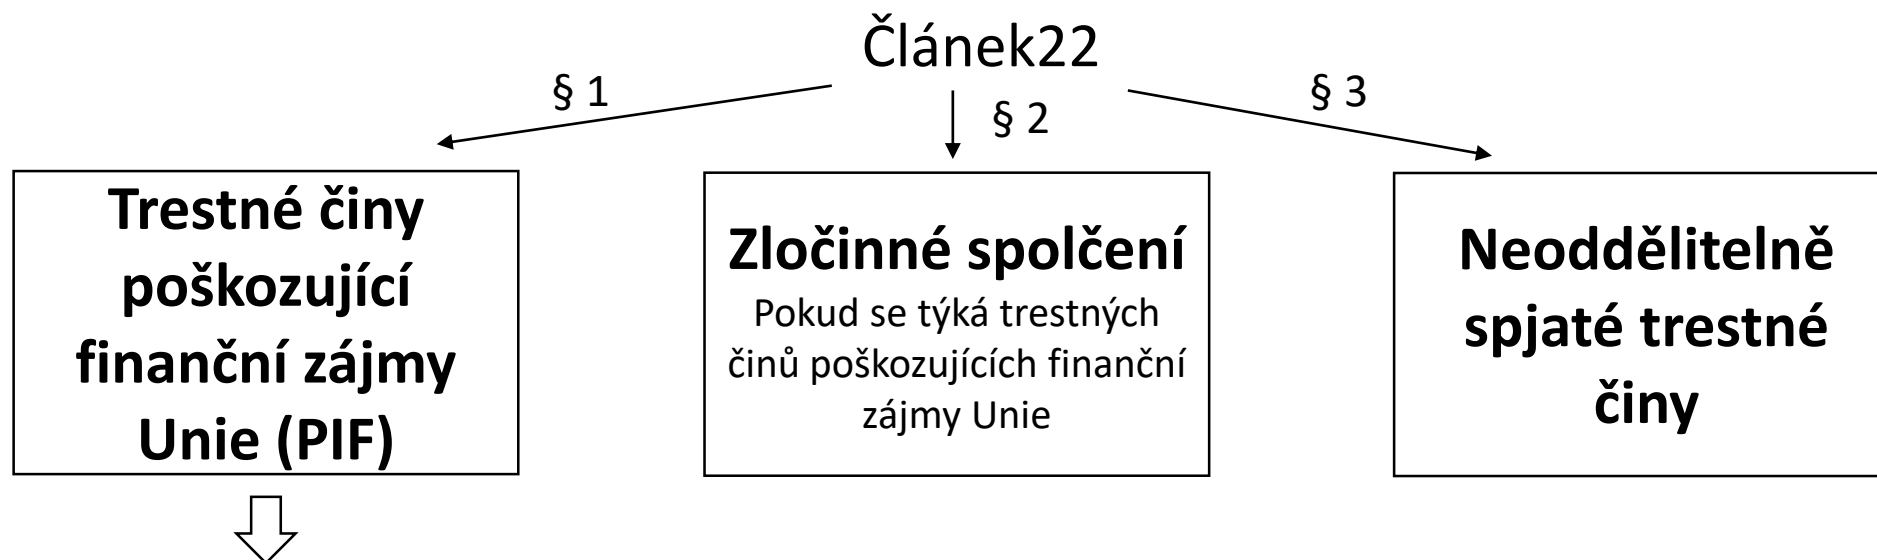 Článek22
§ 1
§ 2
§ 3
Trestné činy
poškozující
finanční zájmy
Unie (PIF)
Zločinné spolčení
Pokud se týká trestných
činů poškozujících finanční
zájmy Unie
Neoddělitelně
spjaté trestné
činy